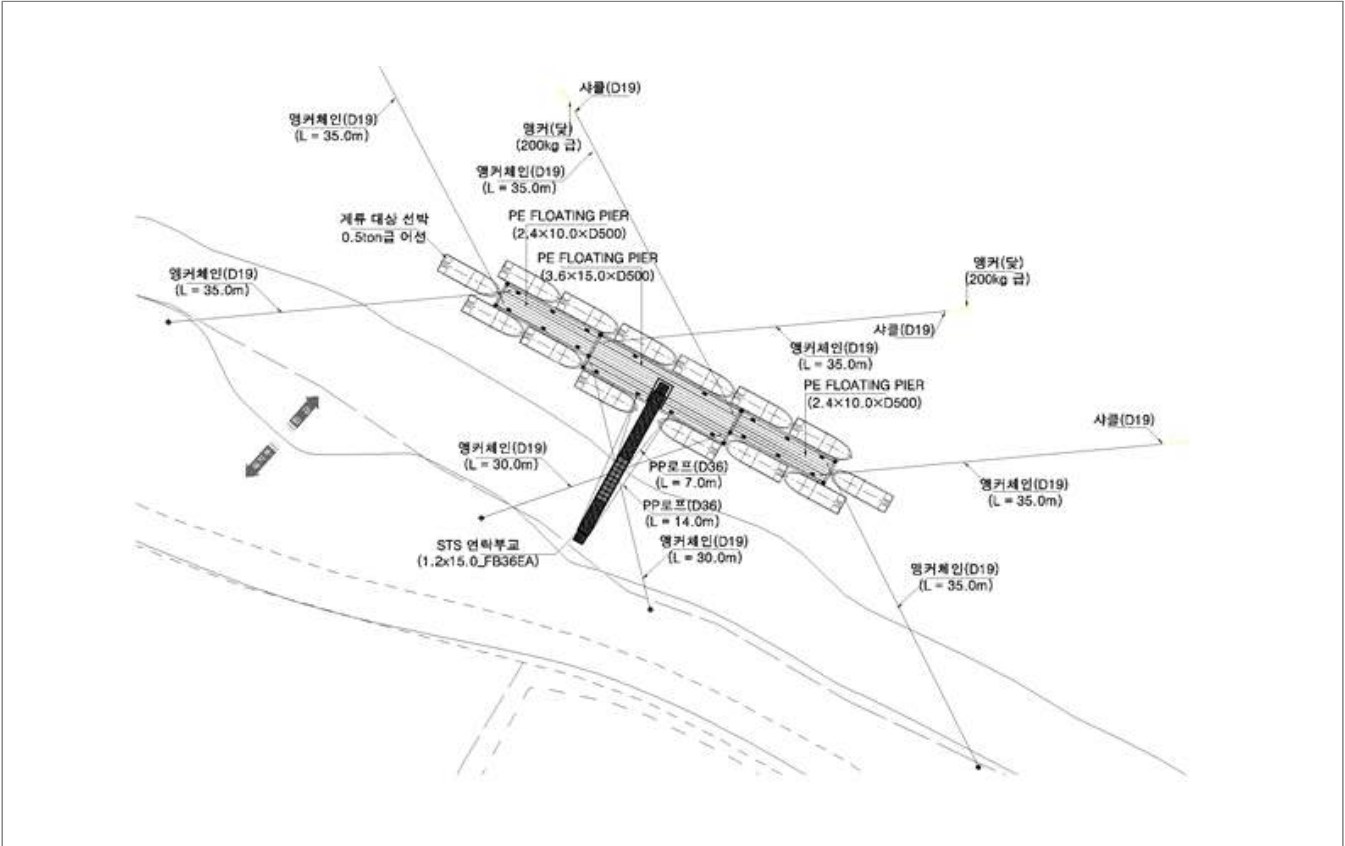 샤클(D19)
앵커체인(D19)
(L = 35.0m)
앵커(닻)
(200kg 급)
앵커체인(D19)
(L = 35.0m)
계류 대상 선박
0.5ton급 어선
PE FLOATING PIER
(2.4×10.0×D500)
PE FLOATING PIER
(3.6×15.0×D500)
앵커체인(D19)
(L = 35.0m)
앵커(닻)
(200kg 급)
샤클(D19)
앵커체인(D19)
(L = 35.0m)
PE FLOATING PIER
(2.4×10.0×D500)
샤클(D19)
앵커체인(D19)
(L = 30.0m)
PP로프(D36)
(L = 7.0m)
앵커체인(D19)
(L = 35.0m)
PP로프(D36)
(L = 14.0m)
STS 연락부교
(1.2x15.0_FB36EA)
앵커체인(D19)
(L = 30.0m)
앵커체인(D19)
(L = 35.0m)